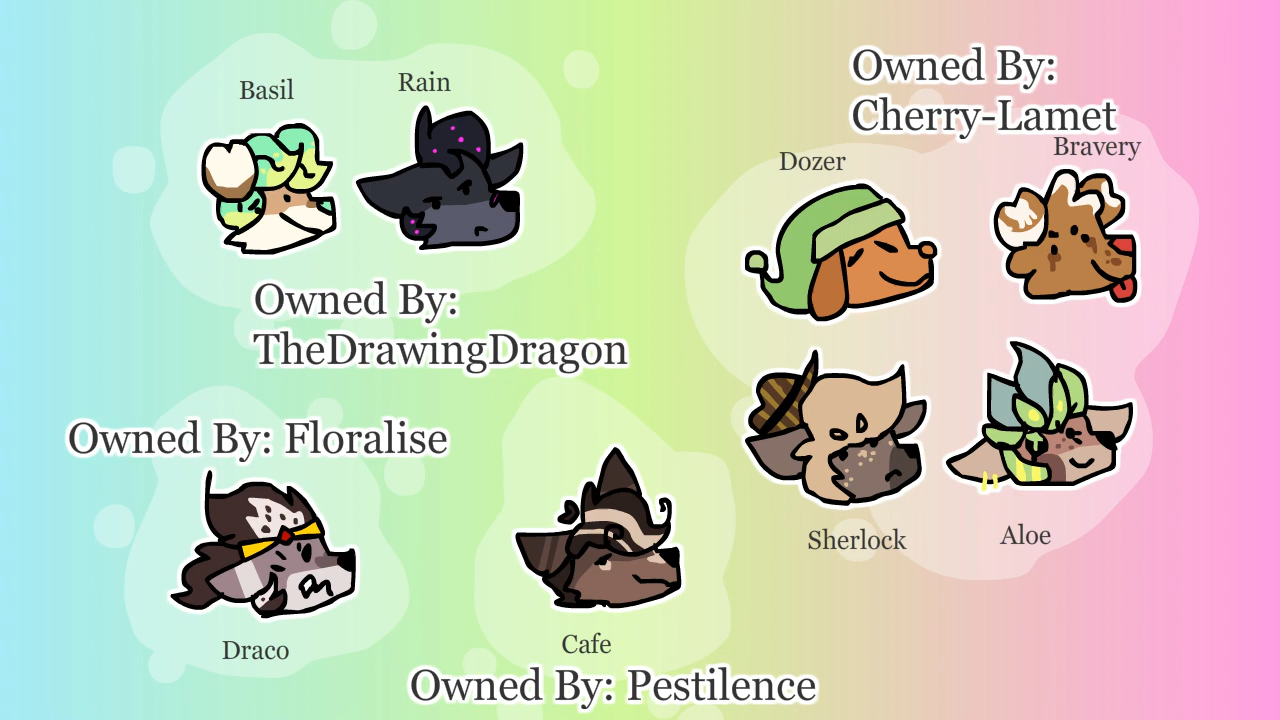 Basil
Rain
Owned By:
TheDrawingDragon
Owned By:
Cherry-Lamet
Dozer
Bravery
Sherlock
Aloe
Owned By: Floralise
Draco
Cafe
Owned By: Pestilence